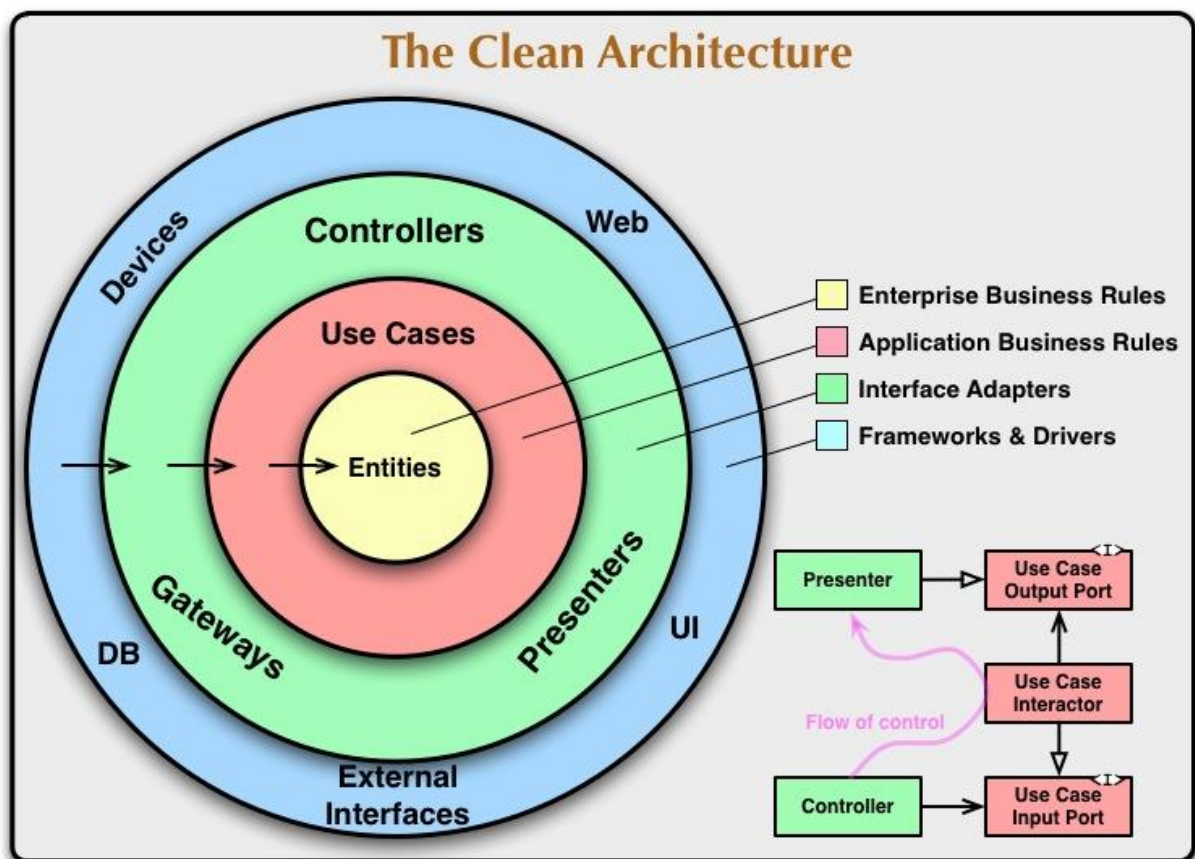 The Clean Architecture
Devices
Web
Controllers
Use Cases
Entities
Gateways
Presenters
DB
UI
External
Interfaces
Enterprise Business Rules
Application Business Rules
Interface Adapters
Frameworks & Drivers
Presenter
<I>
Use Case
Output Port
Use Case
Interactor
Flow of control
Controller
<I>
Use Case
Input Port